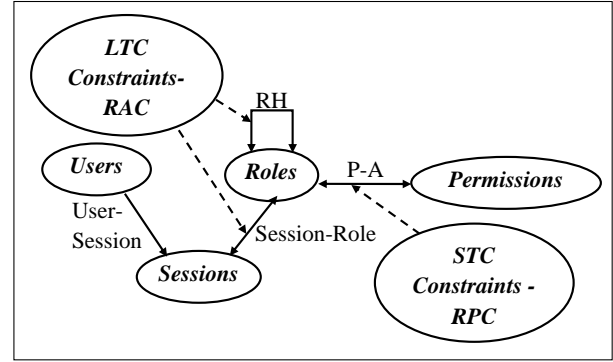 LTC
Constraints-
RAC
RH
Users
Roles
P-A
Permissions
User-
Session
Session-Role
Sessions
STC
Constraints -
RPC